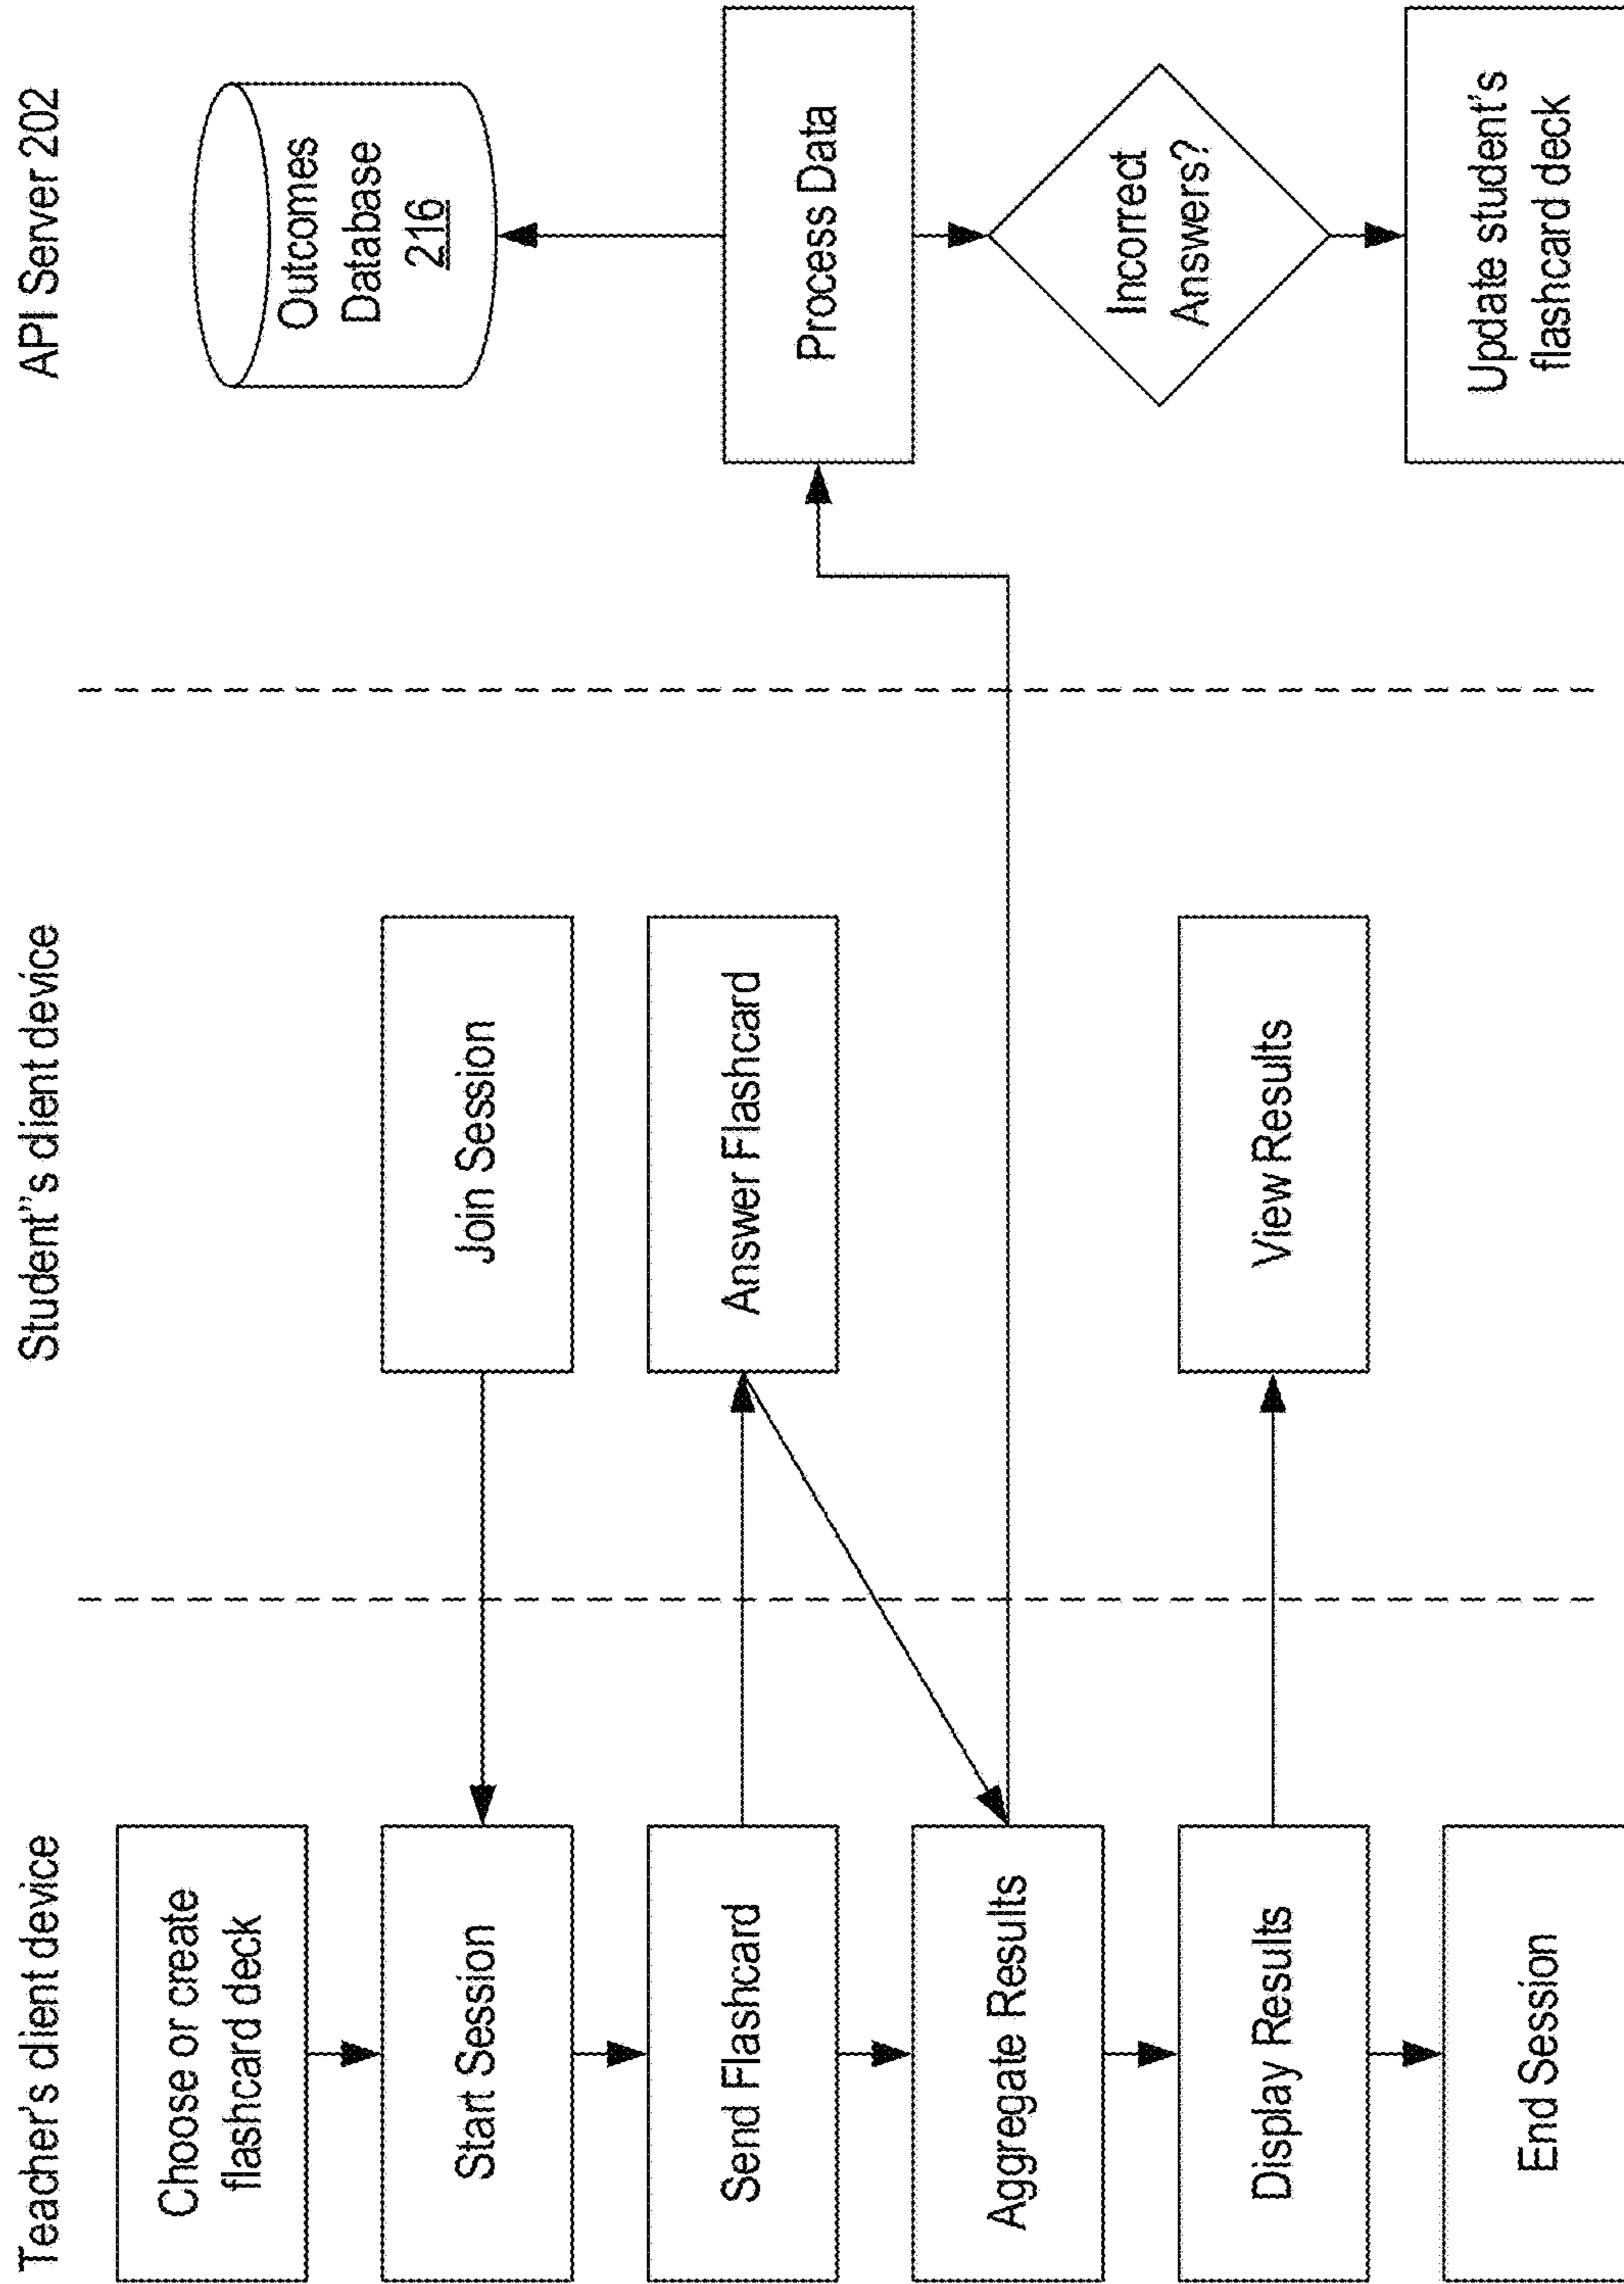 Teacher's client device
Choose or create
flashcard deck
Start Session
Send Flashcard
Aggregate Results
Display Results
End Session
Student"s client device
Join Session
Answer Flashcard
View Results
API Server 202
Outcomes
Database
216
Process Data
Incorrect
Answers?
Update student's
flashcard deck